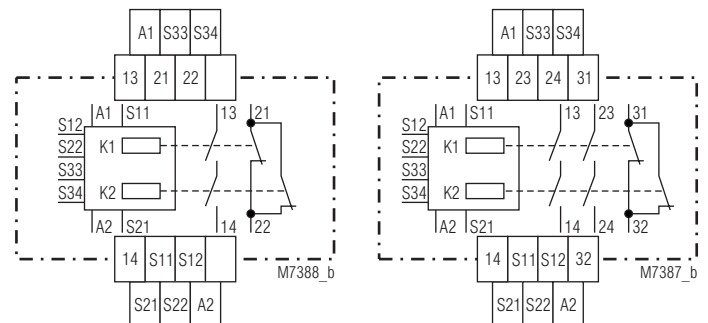 A1 S33 S34
13 21 22
A1 S11 13 21
S12
S22 K1
S33
S34 K2
A2 S21 14 22
14 S11 S12
M7388_b
S21 S22 A2
A1 S33 S34
13 23 24 31
A1 S11 13 23 31
S12
S22 K1
S33
S34 K2
A2 S21 14 24 32
14 S11 S12 32
M7387_b
S21 S22 A2